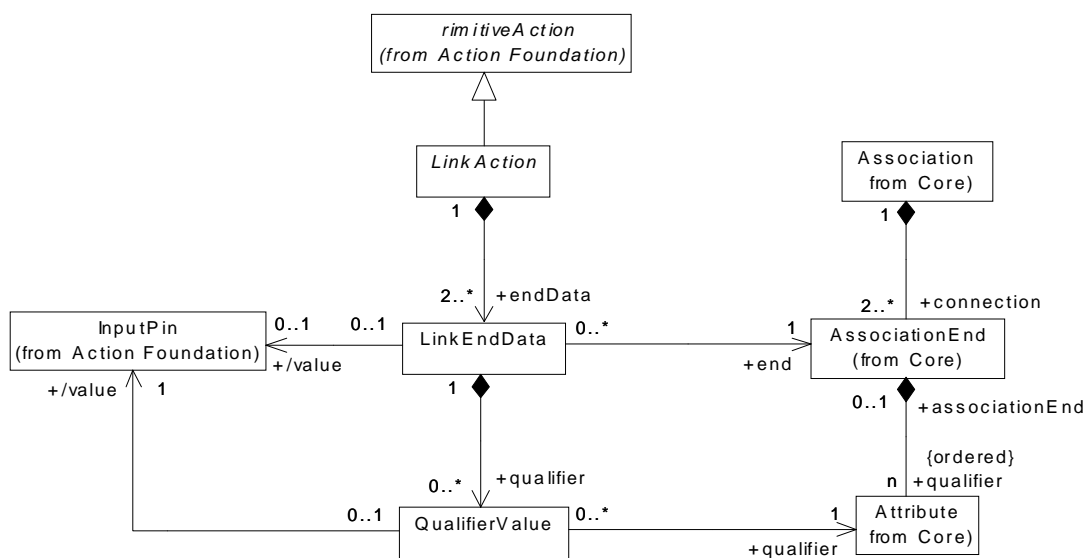 rimitiveAction
(from Action Foundation)
LinkAction
Association
from Core)
1
1
2..*
+endData
2..*
+connection
InputPin
(from Action Foundation)
0..1
0..1
LinkEndData
0..*
1
AssociationEnd
(from Core)
+/value
+end
+/value
1
1
0..1
+associationEnd
{ordered}
0..*
+qualifier
n
+qualifier
0..1
QualifierValue
0..*
1
Attribute
from Core)
+qualifier